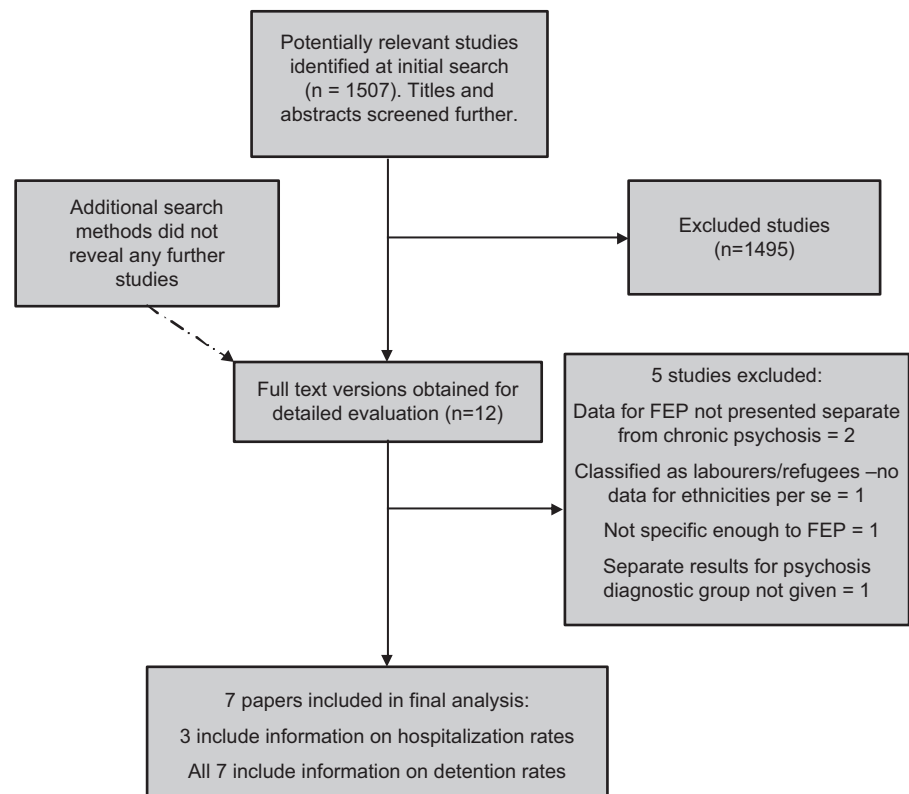 Potentially relevant studies
identified at initial search
(n = 1507). Titles and
abstracts screened further.
Additional search
methods did not
reveal any further
studies
Excluded studies
(n=1495)
Full text versions obtained for
detailed evaluation (n=12)
5 studies excluded:
Data for FEP not presented separate
from chronic psychosis = 2
Classified as labourers/refugees –no
data for ethnicities per se = 1
Not specific enough to FEP = 1
Separate results for psychosis
diagnostic group not given = 1
7 papers included in final analysis:
3 include information on hospitalization rates
All 7 include information on detention rates